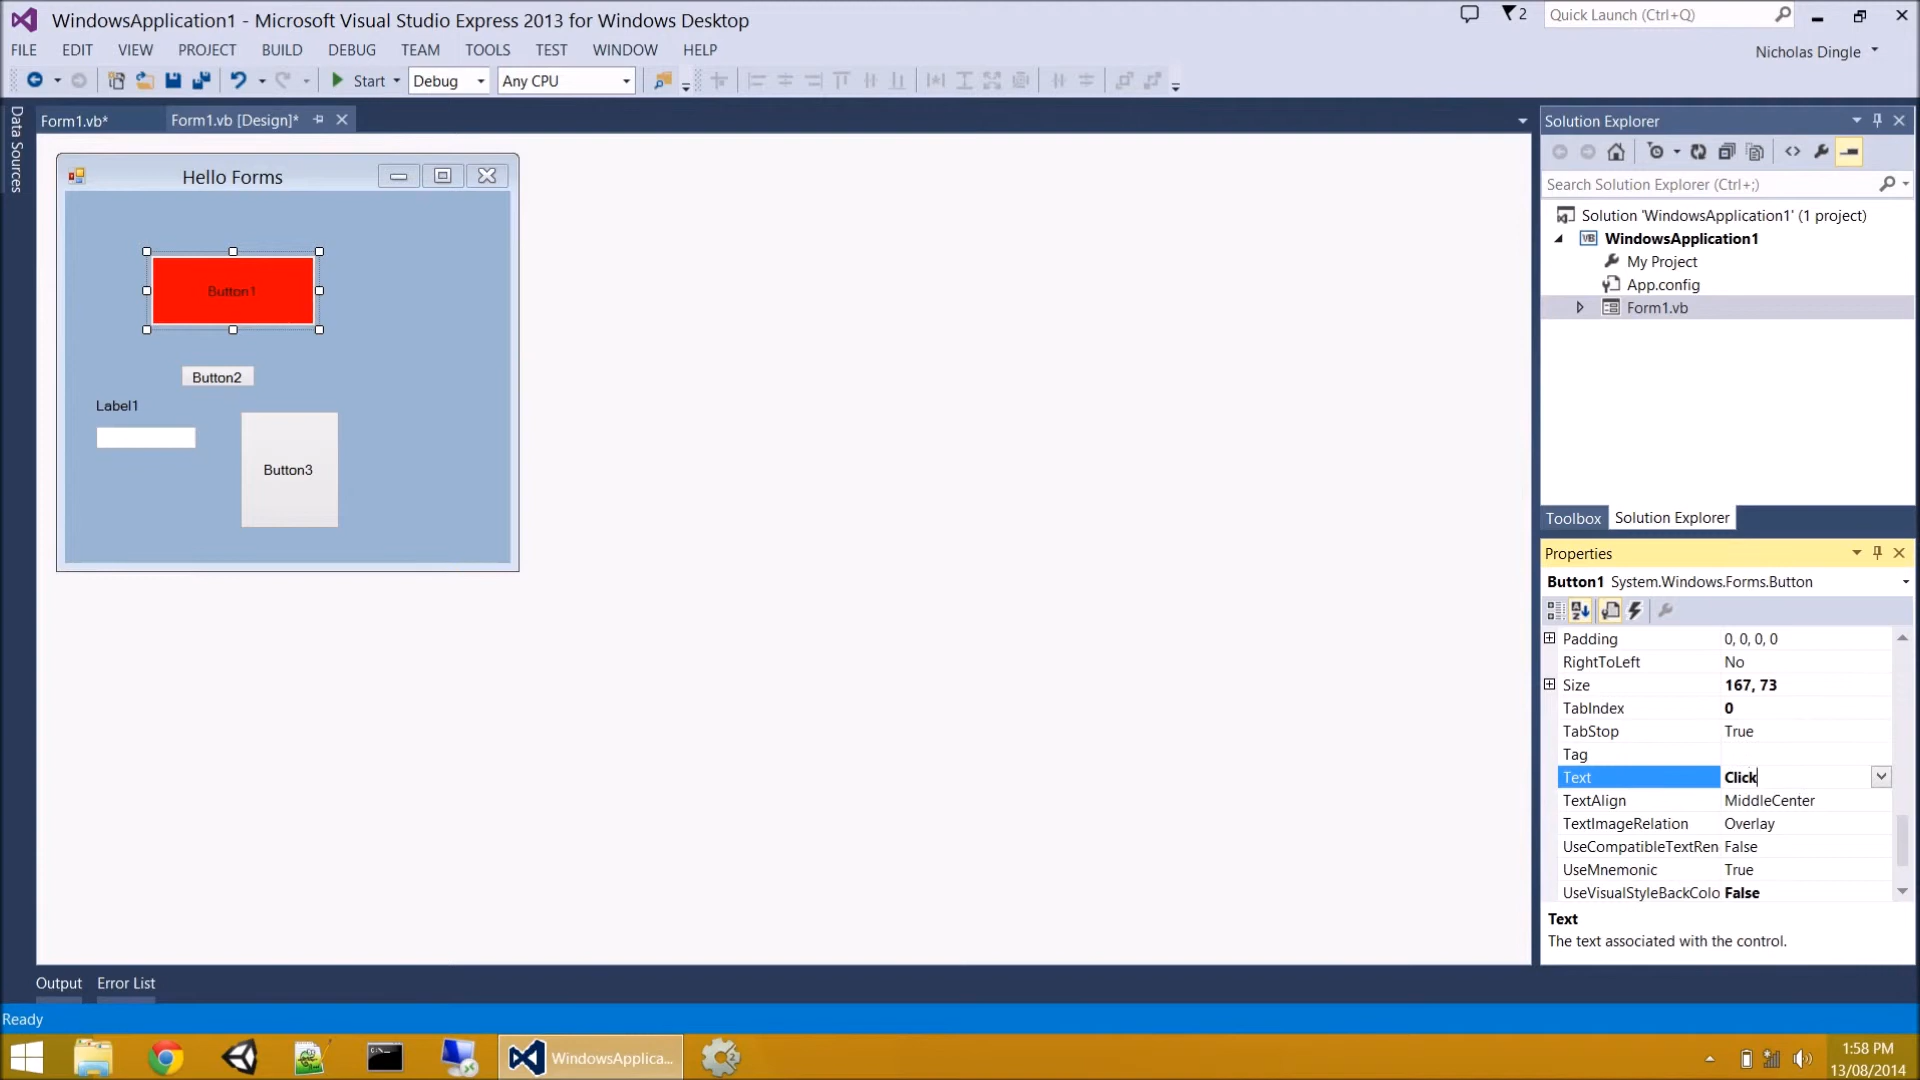 WindowsApplication1 - Microsoft Visual Studio Express 2013 for Windows Desktop
2
Quick Launch (Ctrl+Q)
FILE EDIT VIEW PROJECT BUILD DEBUG TEAM TOOLS TEST WINDOW HELP
Nicholas Dingle
Start Debug Any CPU
Data Sources
Form1.vb* Form1.vb [Design]*
Hello Forms
Button1
Button2
Label1
Button3
Solution Explorer
Search Solution Explorer (Ctrl+;)
Solution 'WindowsApplication1' (1 project)
VB WindowsApplication1
My Project
App.config
Form1.vb
Toolbox Solution Explorer
Properties
Button1 System.Windows.Forms.Button
Padding 0, 0, 0, 0
RightToLeft No
Size 167, 73
TabIndex 0
TabStop True
Tag
Text Click
TextAlign MiddleCenter
TextImageRelation Overlay
UseCompatibleTextRen False
UseMnemonic True
UseVisualStyleBackColo False
Text
The text associated with the control.
Output Error List
Ready
WindowsApplica...
1:58 PM
13/08/2014